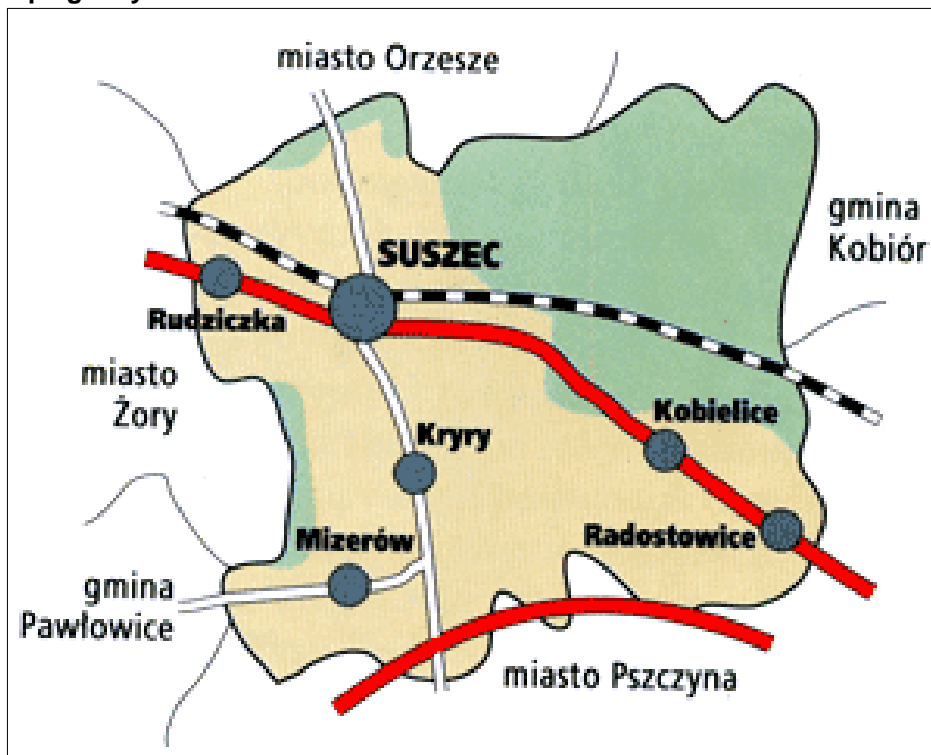 miasto Orzesze
gmina
Kobiór
SUSZEC
Rudziczka
miasto
Żory
Kobielice
Kryry
Radostowice
Mizerów
gmina
Pawłowice
miasto Pszczyna